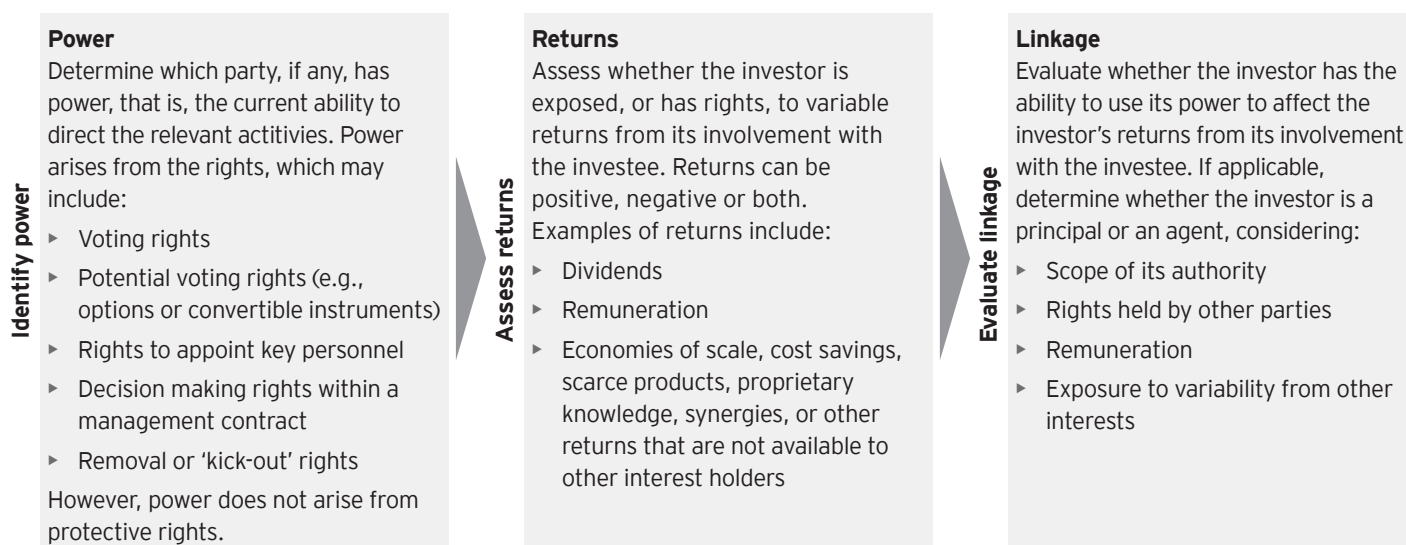 Identify power
Power
Determine which party, if any, has
power, that is, the current ability to
direct the relevant actitivies. Power
arises from the rights, which may
include:
▸ Voting rights
▸ Potential voting rights (e.g.,
options or convertible instruments)
▸ Rights to appoint key personnel
▸ Decision making rights within a
management contract
▸ Removal or ‘kick-out’ rights
However, power does not arise from
protective rights.
Assess returns
Returns
Assess whether the investor is
exposed, or has rights, to variable
returns from its involvement with
the investee. Returns can be
positive, negative or both.
Examples of returns include:
▸ Dividends
▸ Remuneration
▸ Economies of scale, cost savings,
scarce products, proprietary
knowledge, synergies, or other
returns that are not available to
other interest holders
Evaluate linkage
Linkage
Evaluate whether the investor has the
ability to use its power to affect the
investor’s returns from its involvement
with the investee. If applicable,
determine whether the investor is a
principal or an agent, considering:
▸ Scope of its authority
▸ Rights held by other parties
▸ Remuneration
▸ Exposure to variability from other
interests